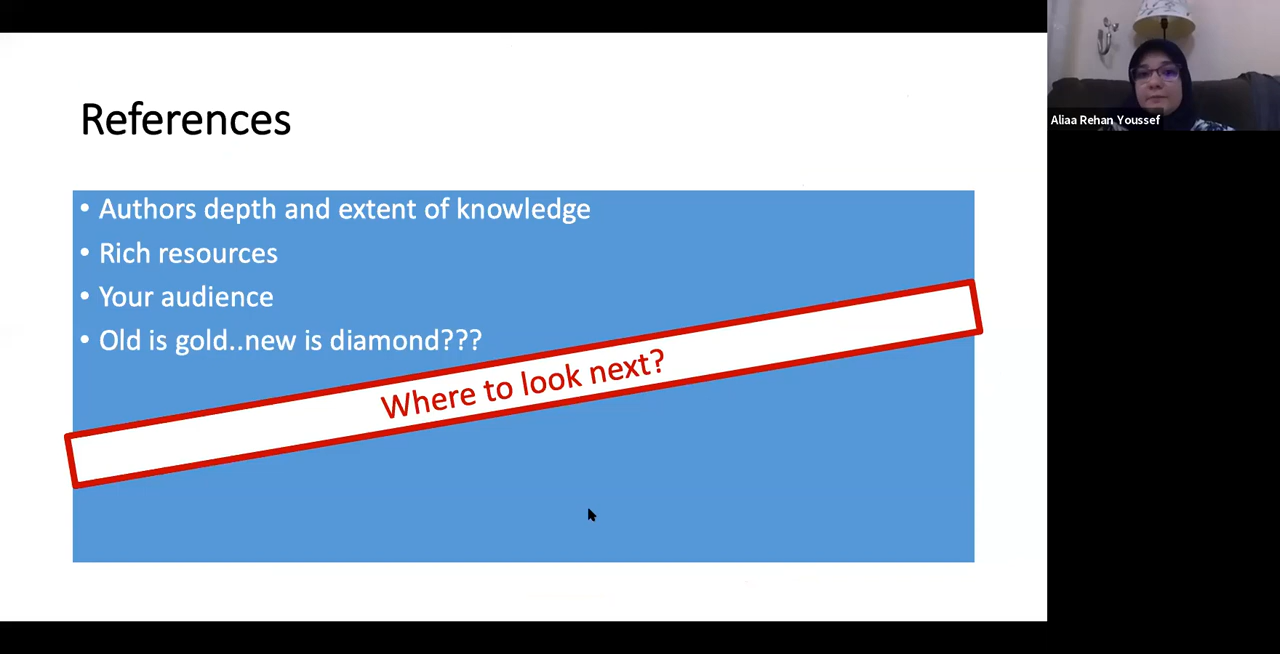 References
• Authors depth and extent of knowledge
• Rich resources
• Your audience
• Old is gold..new is diamond???
Where to look next?
Aliaa Rehan Youssef